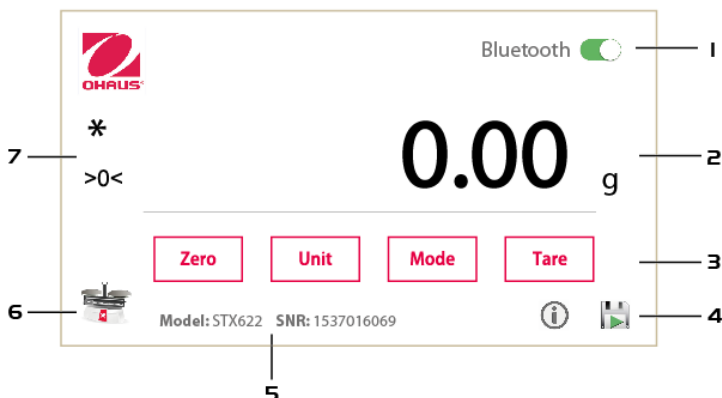 Bluetooth
1
OHAUS
*
0.00 g
2
7
>0<
Zero Unit Mode Tare
3
6
Model: STX622 SNR: 1537016069
4
5